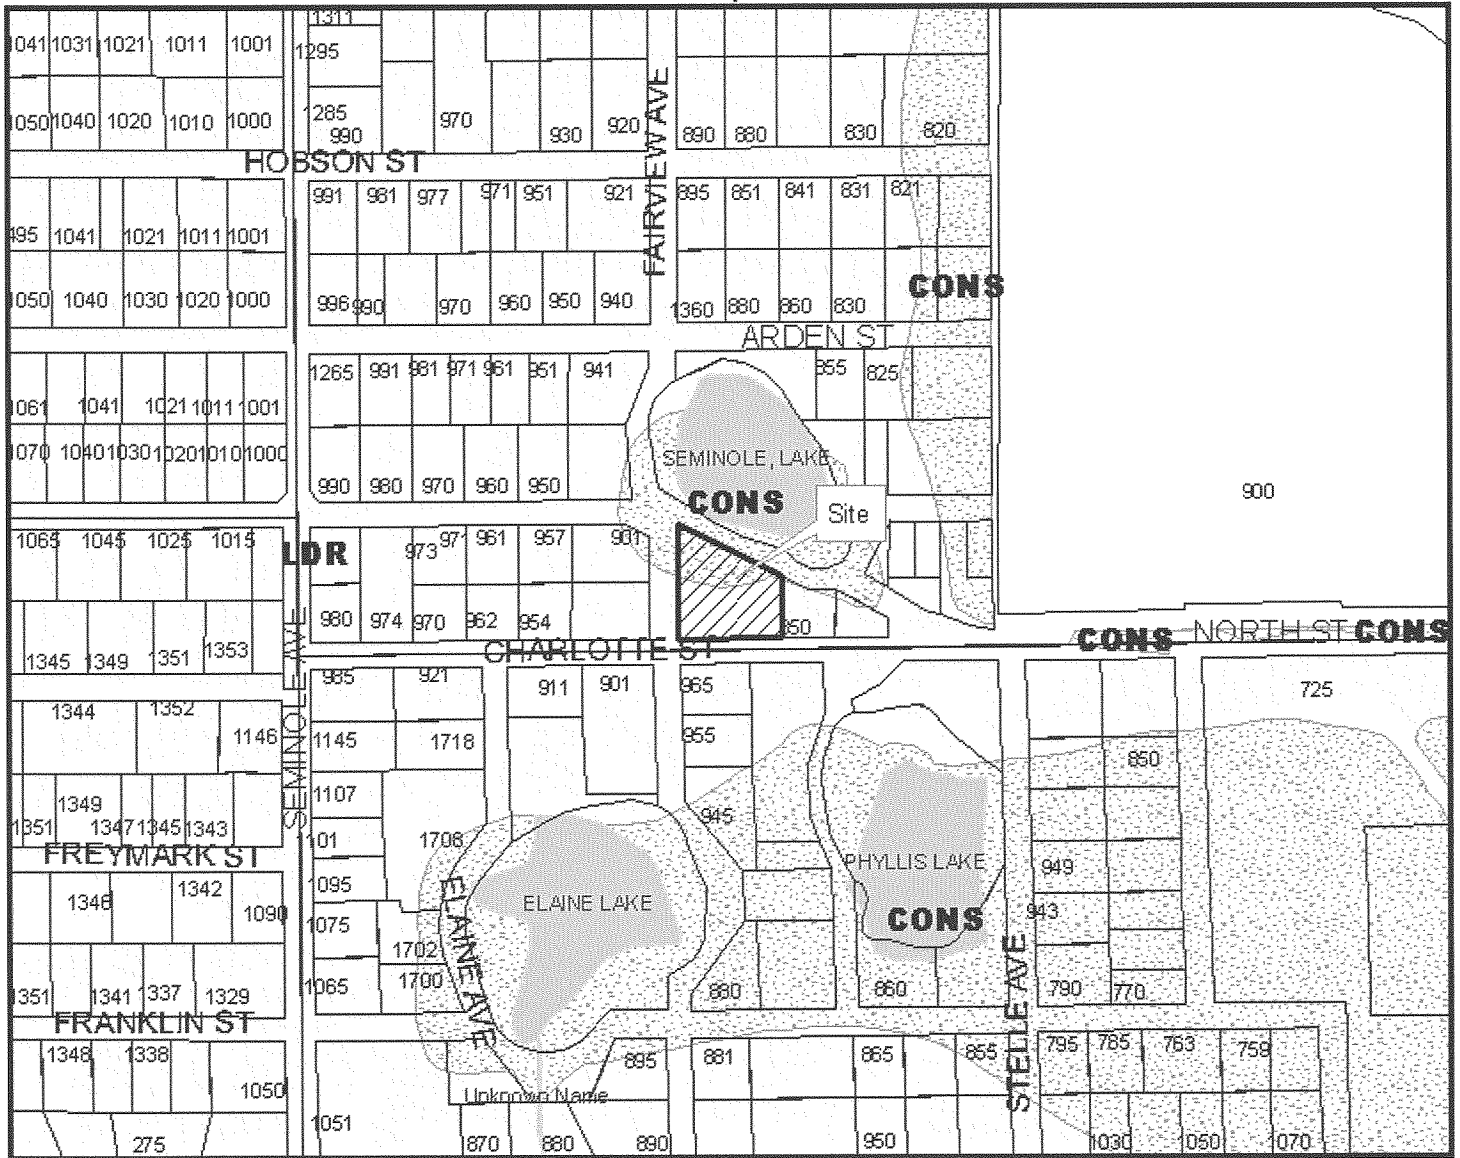 1311
1041 1031 1021 1011 1001 1295 850 830 820
1050 1040 1020 1010 1000 1285 990 970 930 920 890 880 830 820
HOBSON ST
FAIRVIEW AVE
991 981 977 971 951 921 895 851 841 831 821
495 1041 1021 1011 1001
CONS
1050 1040 1030 1020 1000 996 990 970 960 950 940 1360 880 860 830
ARDEN ST
1265 991 981 971 961 951 941 855 825
1061 1041 1021 1011 1001
1070 1040 1030 1020 1010 1000
SEMINOLE, LAKE
990 980 970 960 950
CONS
Site
900
1065 1045 1025 1015
LDR
973 971 961 957 901
980 974 970 962 954 850
CONS NORTH ST CONS
CHARLOTTE ST
1345 1349 1351 1353
SEMINOLE AVE
985 921 911 901 965 725
1344 1352 1146 1145 1718 955 850
1349 1107
1351 1347 1345 1343 1101 1708 945
FREYMARK ST
PHYLLIS LAKE
949
1346 1342 1090 1095
ELAINE LAKE
CONS
943
1075 1702
ELAINE AVE
1351 1341 1337 1329 1065 1700 880 860 790 770
STELLE AVE
FRANKLIN ST
1348 1338 895 881 865 855 795 785 763 759
1050
Unknown Name
1051
275 870 880 890 950 1030 1050 1070